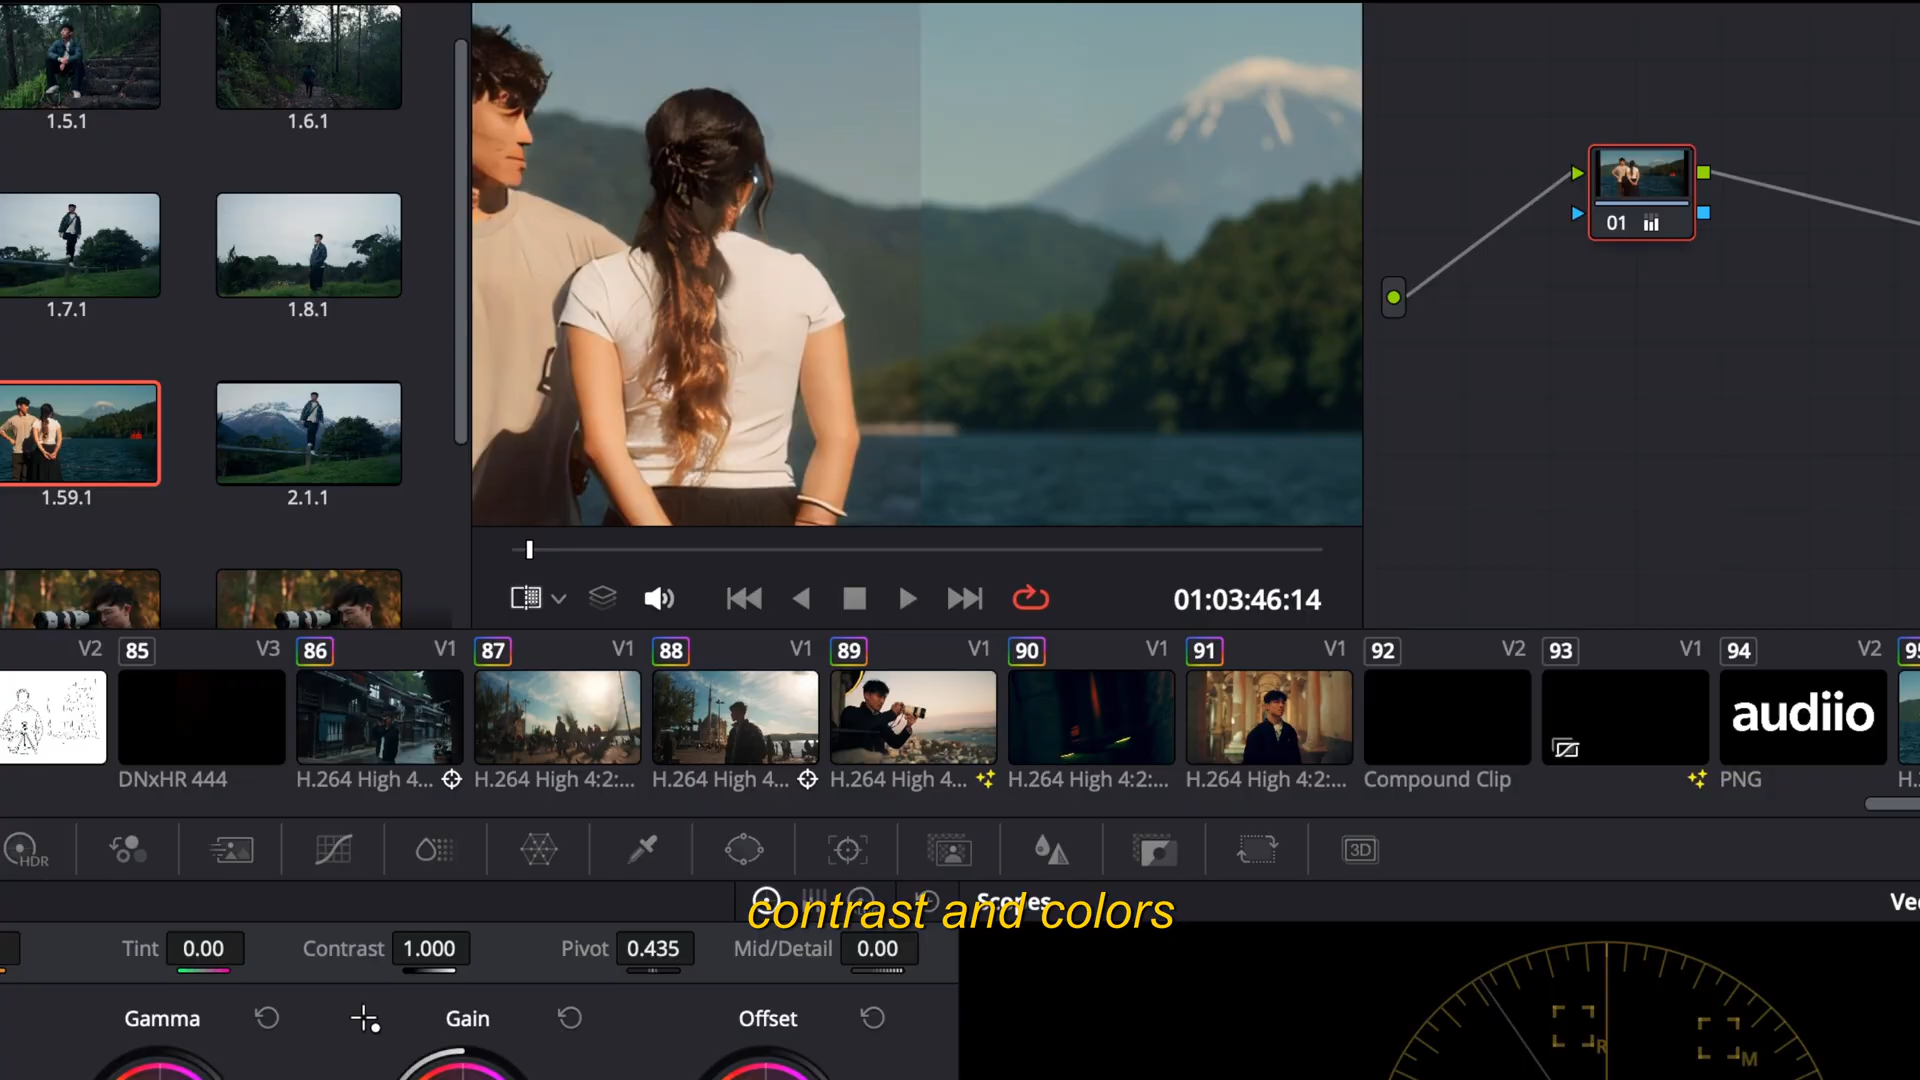 1.5.1
1.6.1
1.7.1
1.8.1
1.59.1
2.1.1
01
01:03:46:14
V2 85 V3 86 V1 87 V1 88 V1 89 V1 90 V1 91 V1 92 V2 93 V1 94 V2
audiio
DNxHR 444 H.264 High 4... H.264 High 4:2:... H.264 High 4... H.264 High 4... H.264 High 4:2:... H.264 High 4:2:... Compound Clip PNG H.
HDR
3D
Scopes
contrast and colors
Tint 0.00 Contrast 1.000 Pivot 0.435 Mid/Detail 0.00
Gamma Gain Offset
R
M